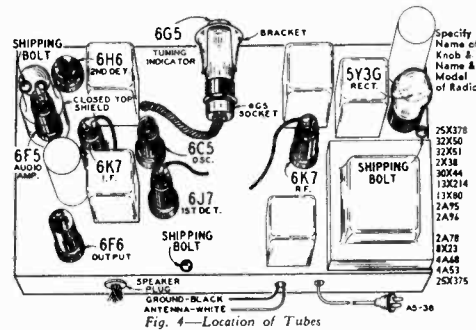 6G5
TUNING
INDICATOR
BRACKET
SHIPPING
BOLT
6H6
2ND DET.
CLOSED TOP
SHIELD
6F5
AUDIO
AMP.
6K7
I.F.
6C5
OSC.
6G5
SOCKET
6J7
1ST DET.
6K7
R.F.
5Y3G
RECT.
SHIPPING
BOLT
6F6
OUTPUT
SHIPPING
BOLT
SPEAKER
PLUG
GROUND-BLACK
ANTENNA-WHITE
AS-38
Specify
Name of
Knob &
Name &
Model
of Radio
25X378
32X50
32X51
2X38
30X44
13X214
13X80
2A95
2A96
2A78
8X23
4A68
4A53
25X375
Fig. 4—Location of Tubes